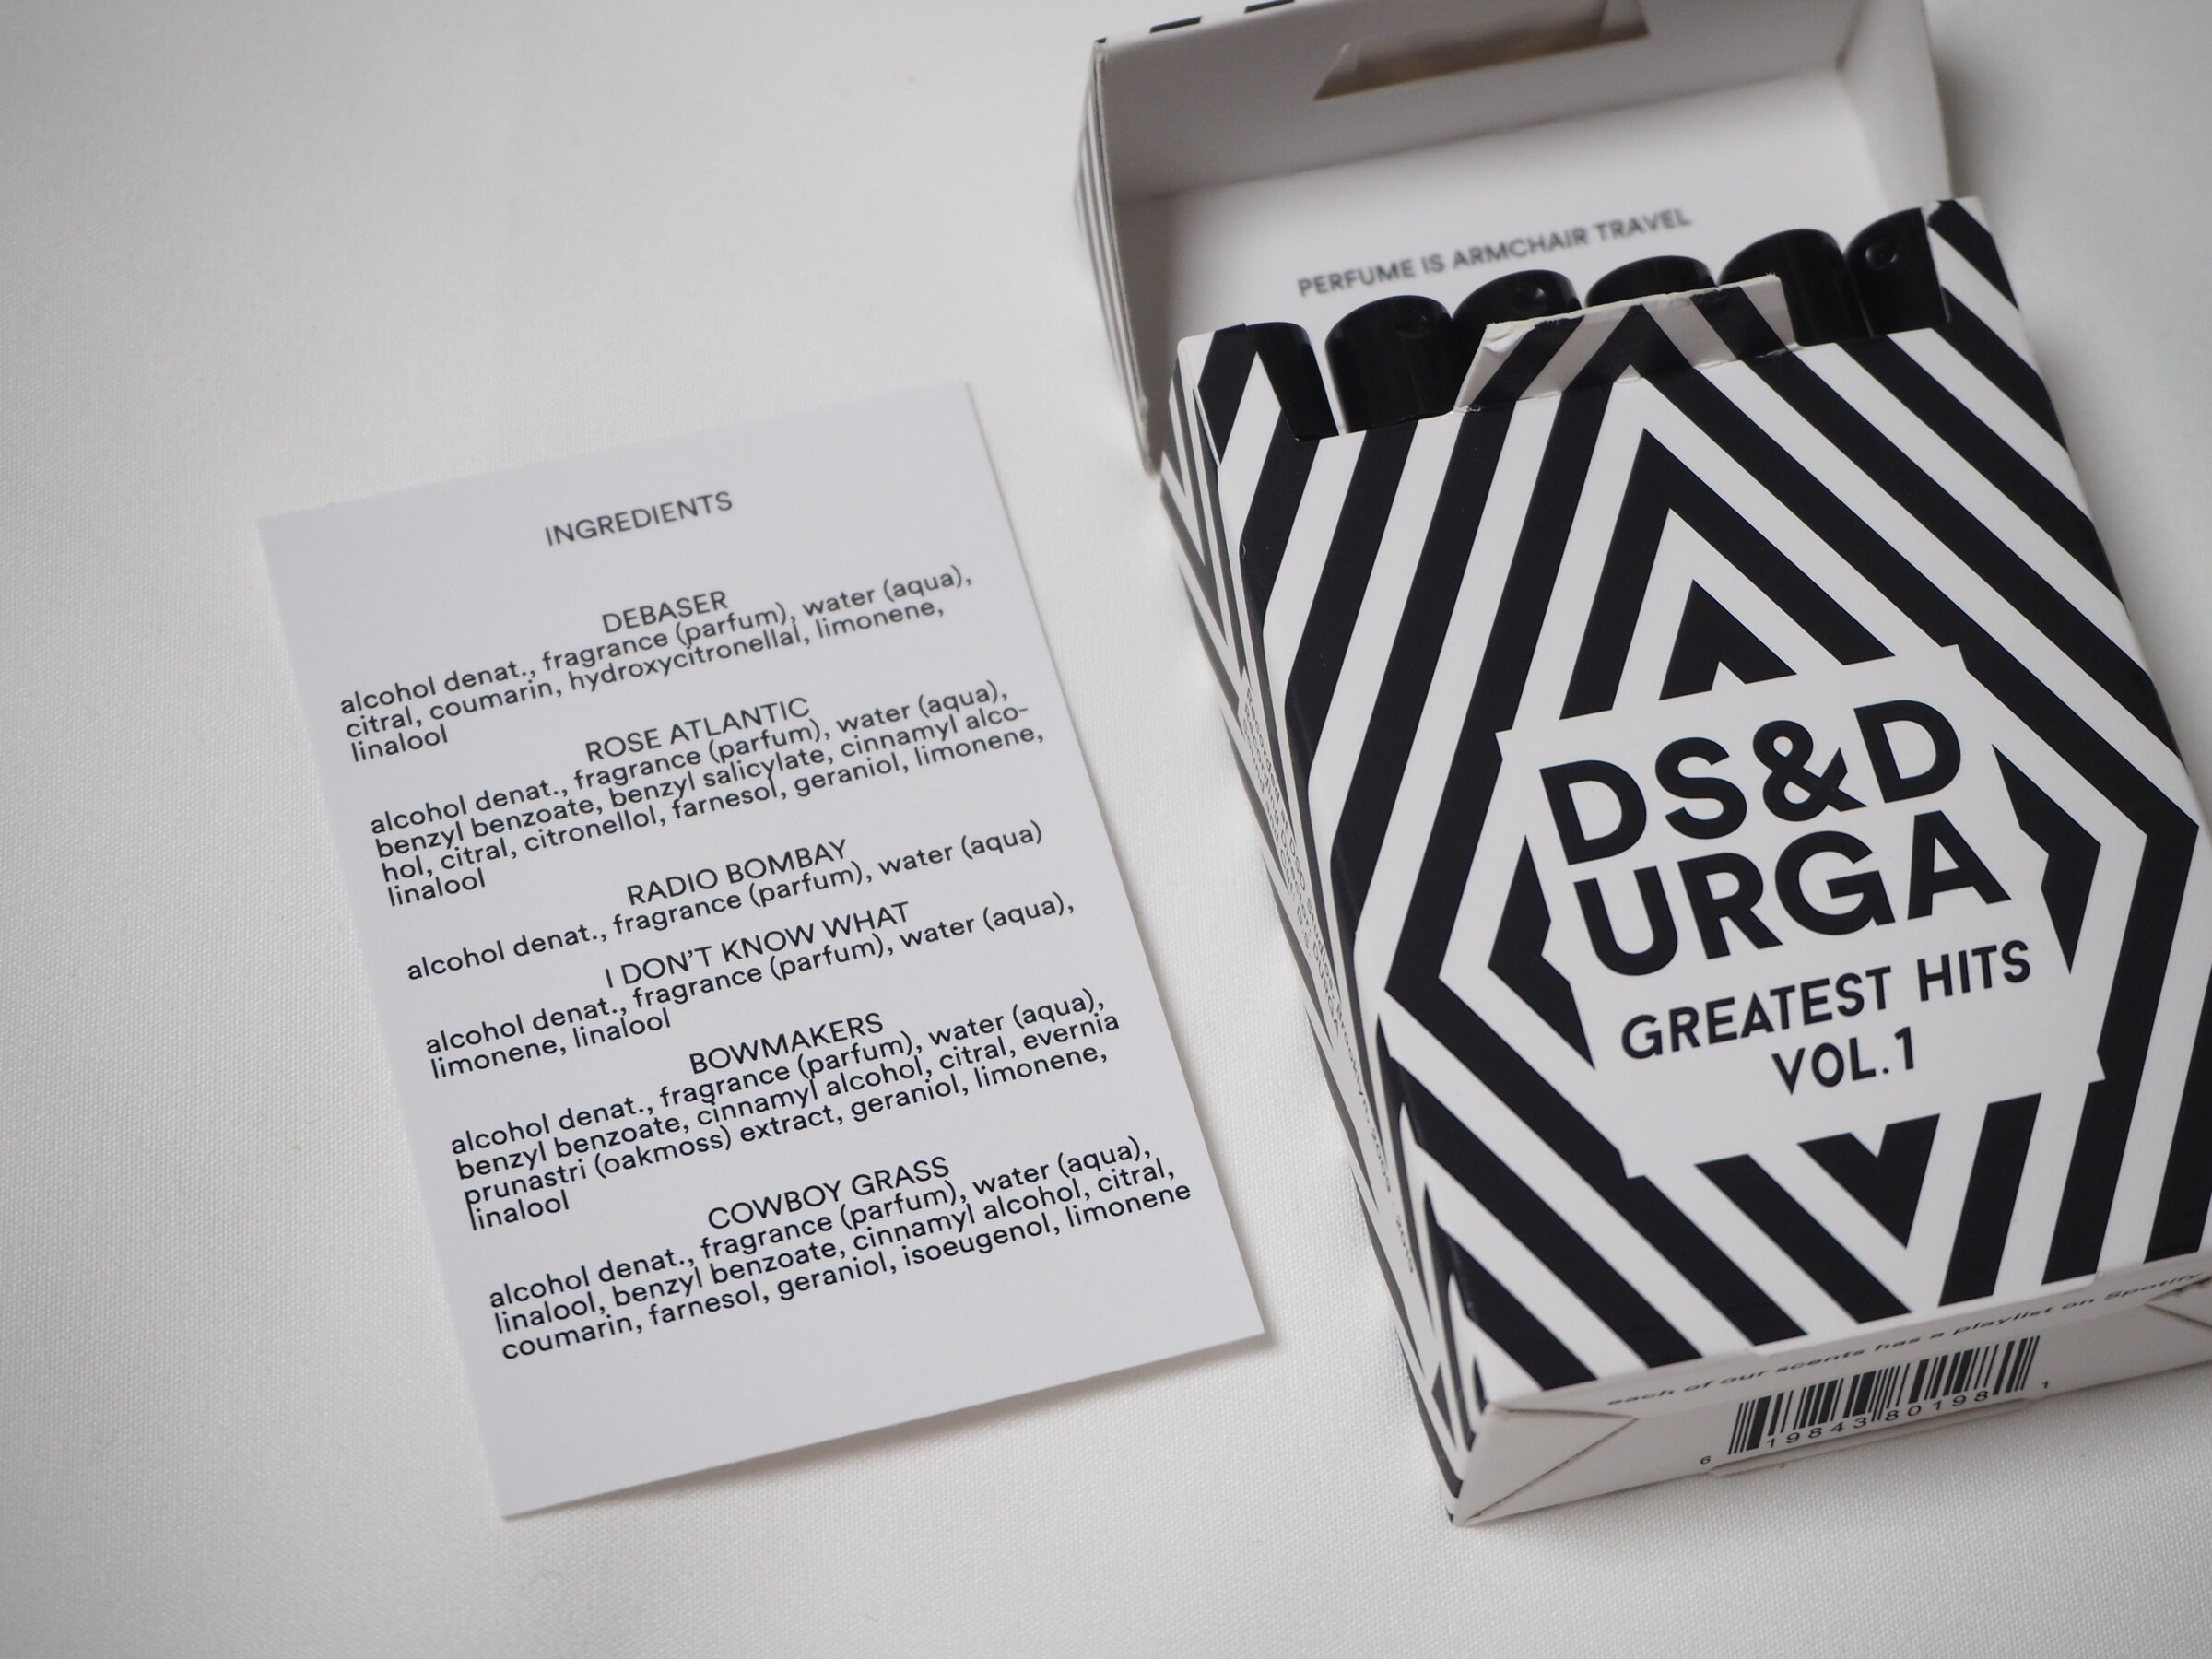 INGREDIENTS
DEBASER
alcohol denat., fragrance (parfum), water (aqua),
citral, coumarin, hydroxycitronellal, limonene,
linalool
ROSE ATLANTIC
alcohol denat., fragrance (parfum), water (aqua),
benzyl benzoate, benzyl salicylate, cinnamyl alco-
hol, citral, citronellol, farnesol, geraniol, limonene,
linalool
RADIO BOMBAY
alcohol denat., fragrance (parfum), water (aqua)
I DON'T KNOW WHAT
alcohol denat., fragrance (parfum), water (aqua),
limonene, linalool
BOWMAKERS
alcohol denat., fragrance (parfum), water (aqua),
benzyl benzoate, cinnamyl alcohol, citral, evernia
prunastri (oakmoss) extract, geraniol, limonene,
linalool
COWBOY GRASS
alcohol denat., fragrance (parfum), water (aqua),
linalool, benzyl benzoate, cinnamyl alcohol, citral,
coumarin, farnesol, geraniol, isoeugenol, limonene
PERFUME IS ARMCHAIR TRAVEL
DS&D
URGA
GREATEST HITS
VOL.1
each of our scents has a playlist on Spotify
6 19843 80198 1